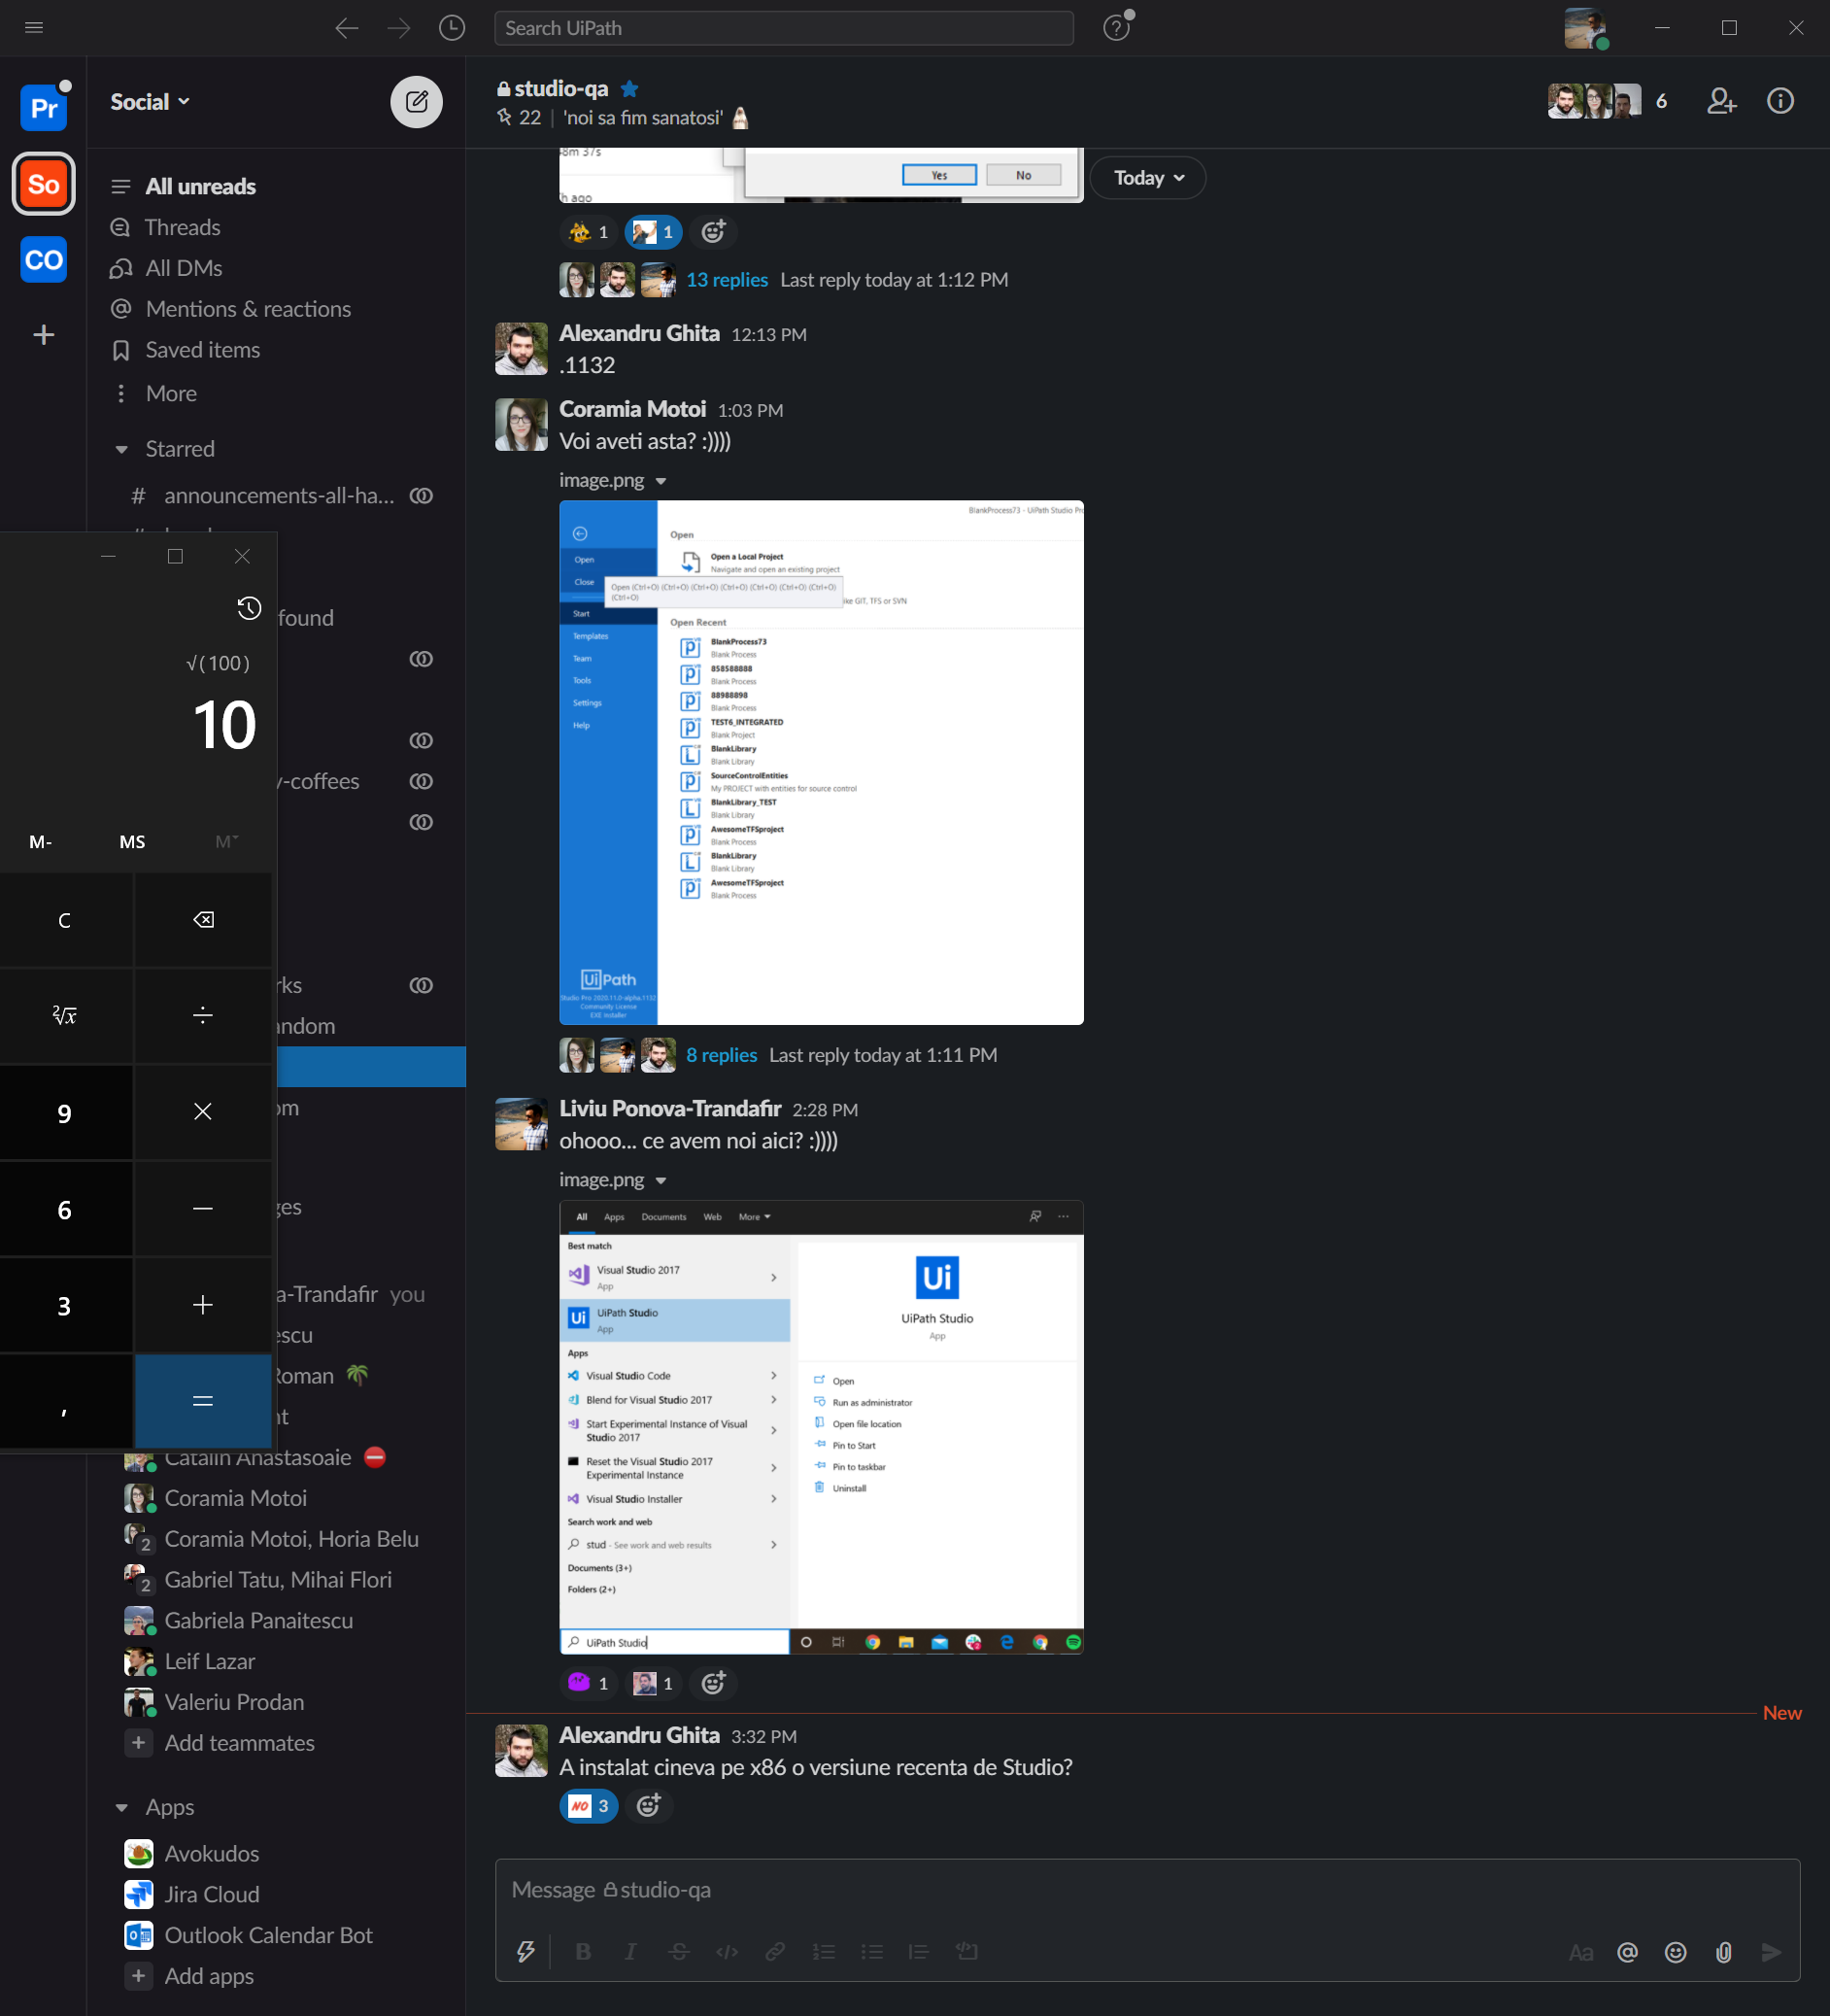 Search UiPath
Pr
So
CO
Social
All unreads
Threads
All DMs
Mentions & reactions
Saved items
More
Starred
# announcements-all-ha...
found
-coffees
rks
andom
om
ges
a-Trandafir you
escu
Roman
nt
Catalin Anastasoaie
Coramia Motoi
2 Coramia Motoi, Horia Belu
2 Gabriel Tatu, Mihai Flori
Gabriela Panaitescu
Leif Lazar
Valeriu Prodan
+ Add teammates
Apps
Avokudos
Jira Cloud
Outlook Calendar Bot
+ Add apps
√(100)
10
M- MS M
C
²√x ÷
9 ×
6 −
3 +
, =
studio-qa
22 | 'noi sa fim sanatosi'
6
8m 37s
h ago
Yes No
Today
1 1
13 replies Last reply today at 1:12 PM
Alexandru Ghita 12:13 PM
.1132
Coramia Motoi 1:03 PM
Voi aveti asta? :))))
image.png
BlankProcess73 - UiPath Studio Pro
Open
Close
Start
Templates
Team
Tools
Settings
Help
Open
Open a Local Project
Navigate and open an existing project
Open (Ctrl+O) (Ctrl+O) (Ctrl+O) (Ctrl+O) (Ctrl+O) (Ctrl+O) (Ctrl+O)
(Ctrl+O)
like GIT, TFS or SVN
Open Recent
BlankProcess73
Blank Process
858588888
Blank Process
88988898
Blank Process
TEST6_INTEGRATED
Blank Project
BlankLibrary
Blank Library
SourceControlEntities
My PROJECT with entities for source control
BlankLibrary_TEST
Blank Library
AwesomeTFSproject
Blank Process
BlankLibrary
Blank Library
AwesomeTFSproject
Blank Process
UiPath
Studio Pro 2020.11.0-alpha.1132
Community License
EXE Installer
8 replies Last reply today at 1:11 PM
Liviu Ponova-Trandafir 2:28 PM
ohooo... ce avem noi aici? :))))
image.png
All Apps Documents Web More
Best match
Visual Studio 2017
App
UiPath Studio
App
Apps
Visual Studio Code
Blend for Visual Studio 2017
Start Experimental Instance of Visual
Studio 2017
Reset the Visual Studio 2017
Experimental Instance
Visual Studio Installer
Search work and web
stud - See work and web results
Documents (3+)
Folders (2+)
Ui
UiPath Studio
App
Open
Run as administrator
Open file location
Pin to Start
Pin to taskbar
Uninstall
UiPath Studio
1 1
New
Alexandru Ghita 3:32 PM
A instalat cineva pe x86 o versiune recenta de Studio?
NO 3
Message studio-qa
B I S </> Aa @